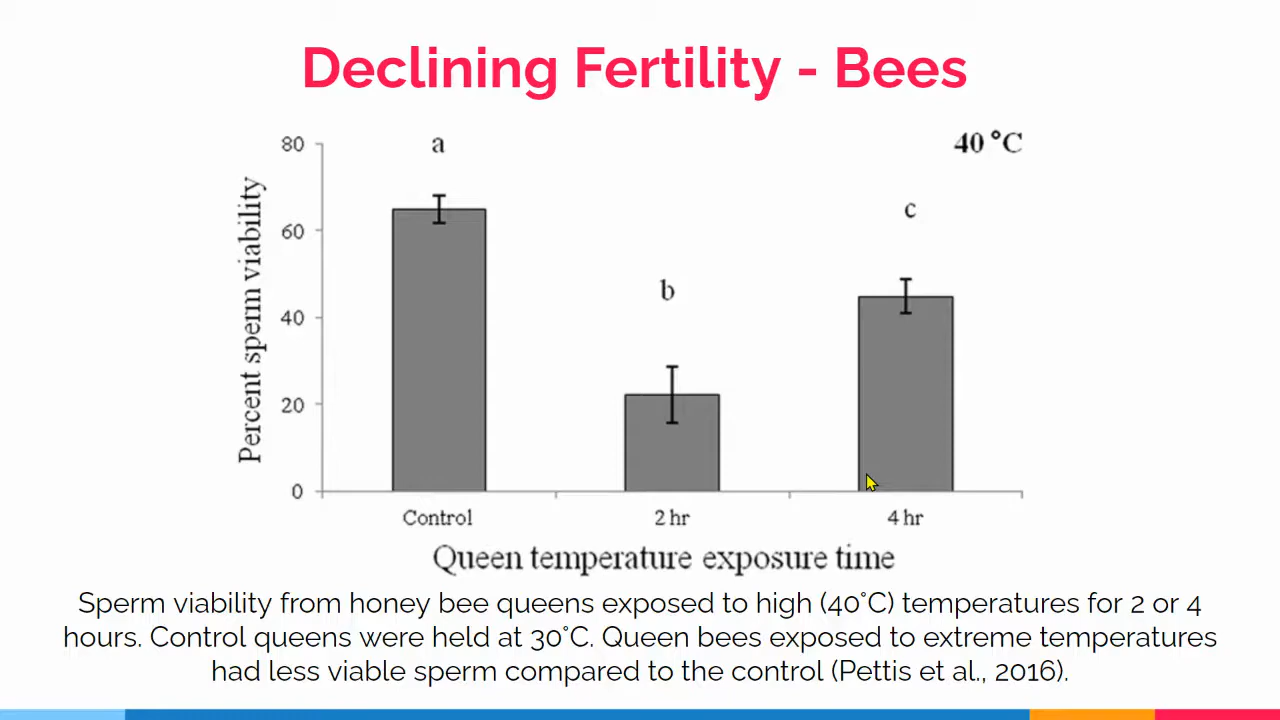 Declining Fertility - Bees
80
a
40 °C
c
60
b
40
20
0
Percent sperm viability
Control
2 hr
4 hr
Queen temperature exposure time
Sperm viability from honey bee queens exposed to high (40°C) temperatures for 2 or 4
hours. Control queens were held at 30°C. Queen bees exposed to extreme temperatures
had less viable sperm compared to the control (Pettis et al., 2016).